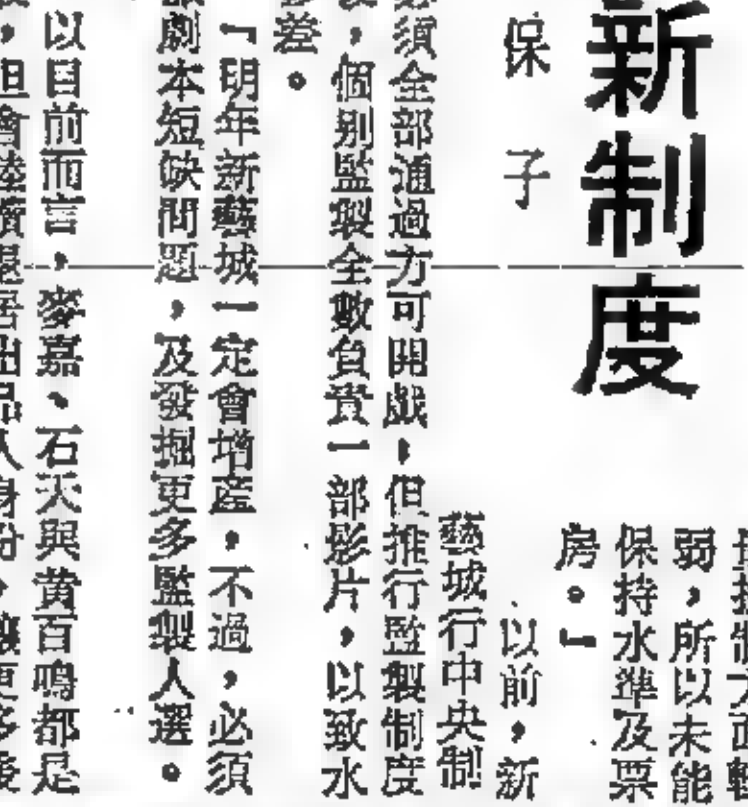 新制度
保子
弱，所以未能
保持水準及票
房。」
以前，新
藝城行中央制
須全部通過方可開戲，但推行監製制度
，個別監製全數負責一部影片，以致水
差。
「明年新藝城一定會增產，不過，必須
劇本短缺問題，及發掘更多監製人選。
以目前而言，麥嘉、石天與黃百鳴都是
，但會陸續退居出品人身份，讓更多後